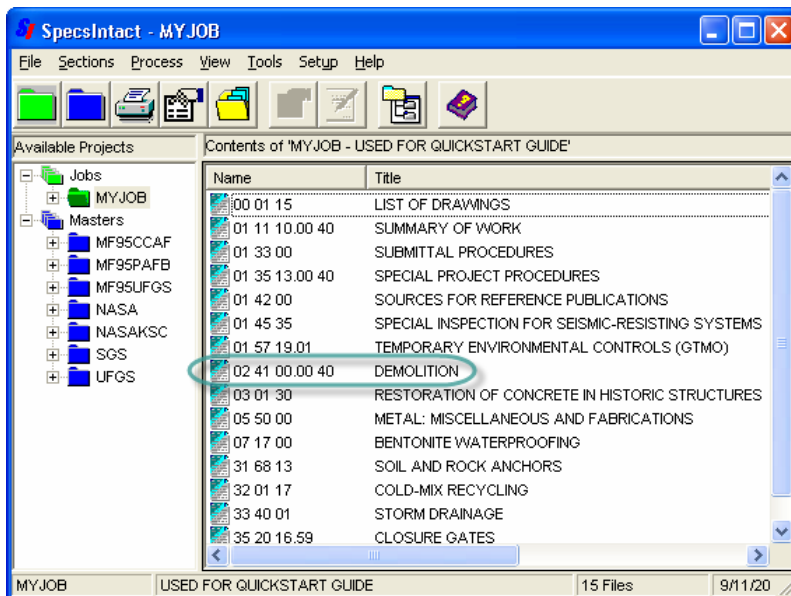 SpecsIntact - MYJOB
File Sections Process View Tools Setup Help
Available Projects
Contents of 'MYJOB - USED FOR QUICKSTART GUIDE'
Jobs
MYJOB
Masters
MF95CCAF
MF95PAFB
MF95UFGS
NASA
NASAKSC
SGS
UFGS
Name Title
00 01 15 LIST OF DRAWINGS
01 11 10.00 40 SUMMARY OF WORK
01 33 00 SUBMITTAL PROCEDURES
01 35 13.00 40 SPECIAL PROJECT PROCEDURES
01 42 00 SOURCES FOR REFERENCE PUBLICATIONS
01 45 35 SPECIAL INSPECTION FOR SEISMIC-RESISTING SYSTEMS
01 57 19.01 TEMPORARY ENVIRONMENTAL CONTROLS (GTMO)
02 41 00.00 40 DEMOLITION
03 01 30 RESTORATION OF CONCRETE IN HISTORIC STRUCTURES
05 50 00 METAL: MISCELLANEOUS AND FABRICATIONS
07 17 00 BENTONITE WATERPROOFING
31 68 13 SOIL AND ROCK ANCHORS
32 01 17 COLD-MIX RECYCLING
33 40 01 STORM DRAINAGE
35 20 16.59 CLOSURE GATES
MYJOB USED FOR QUICKSTART GUIDE 15 Files 9/11/20